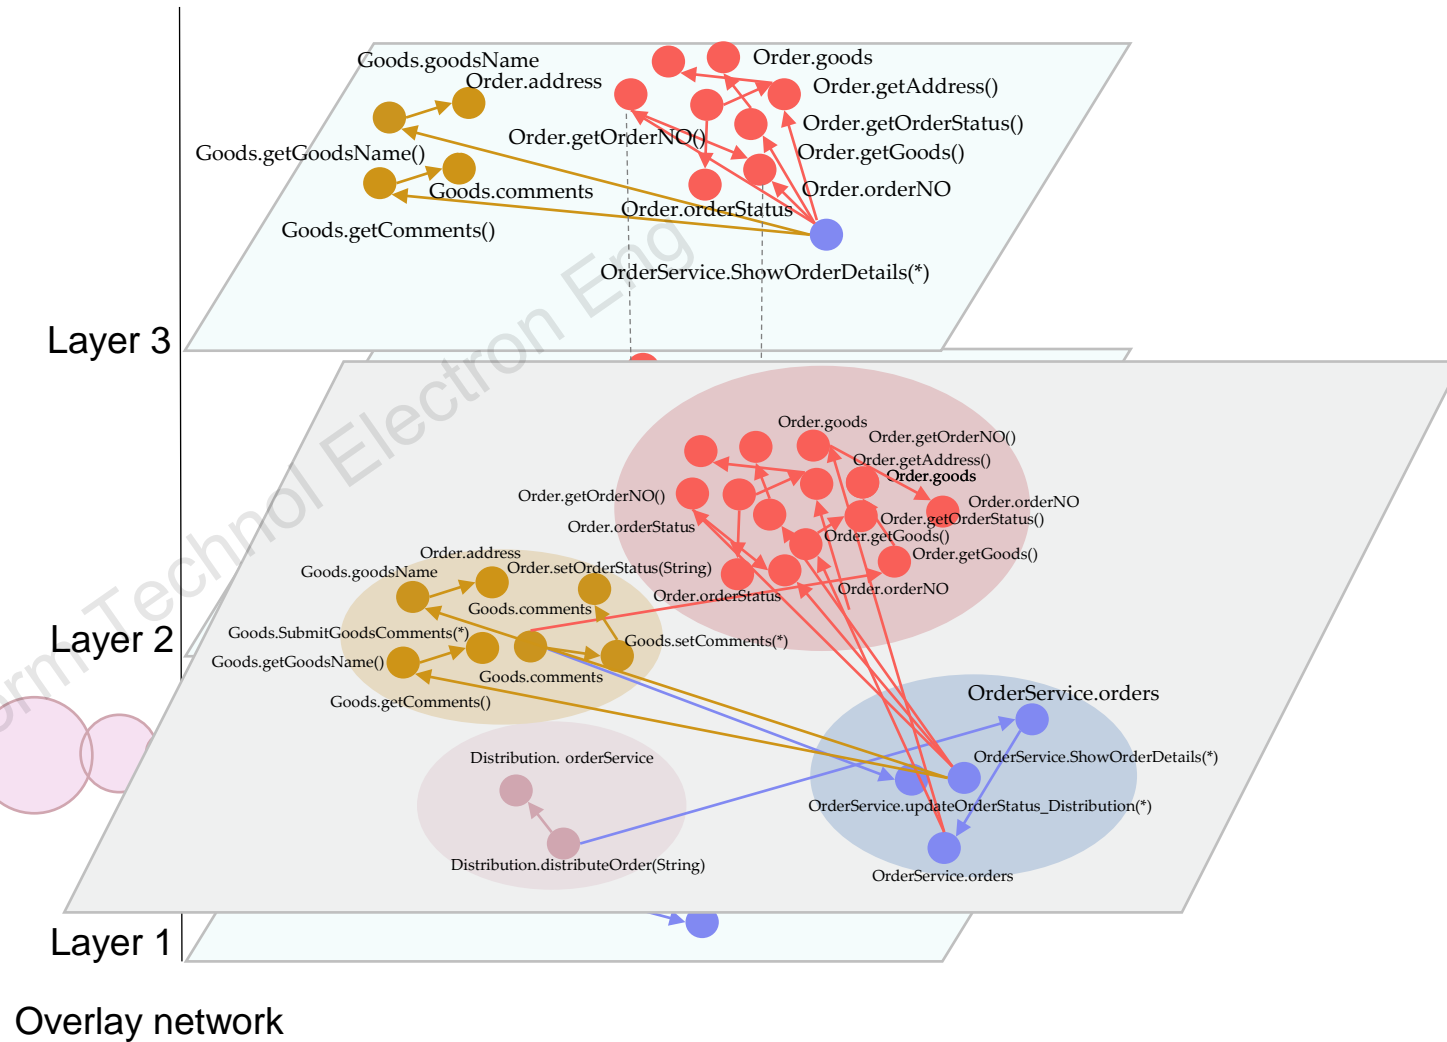 Goods.goodsName
Order.address
Order.goods
Order.getAddress()
Order.getOrderStatus()
Order.getOrderNO()
Order.getGoods()
Goods.getGoodsName()
Goods.comments
Order.orderNO
Order.orderStatus
Goods.getComments()
OrderService.ShowOrderDetails(*)
Layer 3
Order.goods
Order.getOrderNO()
Order.getAddress()
Order.goods
Order.getOrderNO()
Order.orderNO
Order.orderStatus
Order.getOrderStatus()
Order.getGoods()
Order.address
Order.getGoods()
Goods.goodsName
Order.setOrderStatus(String)
Order.orderStatus
Order.orderNO
Goods.comments
Layer 2
Goods.SubmitGoodsComments(*)
Goods.setComments(*)
Goods.getGoodsName()
Goods.comments
Goods.getComments()
OrderService.orders
Distribution. orderService
OrderService.ShowOrderDetails(*)
OrderService.updateOrderStatus_Distribution(*)
Distribution.distributeOrder(String)
OrderService.orders
Layer 1
Overlay network
orm Technol Electron Eng